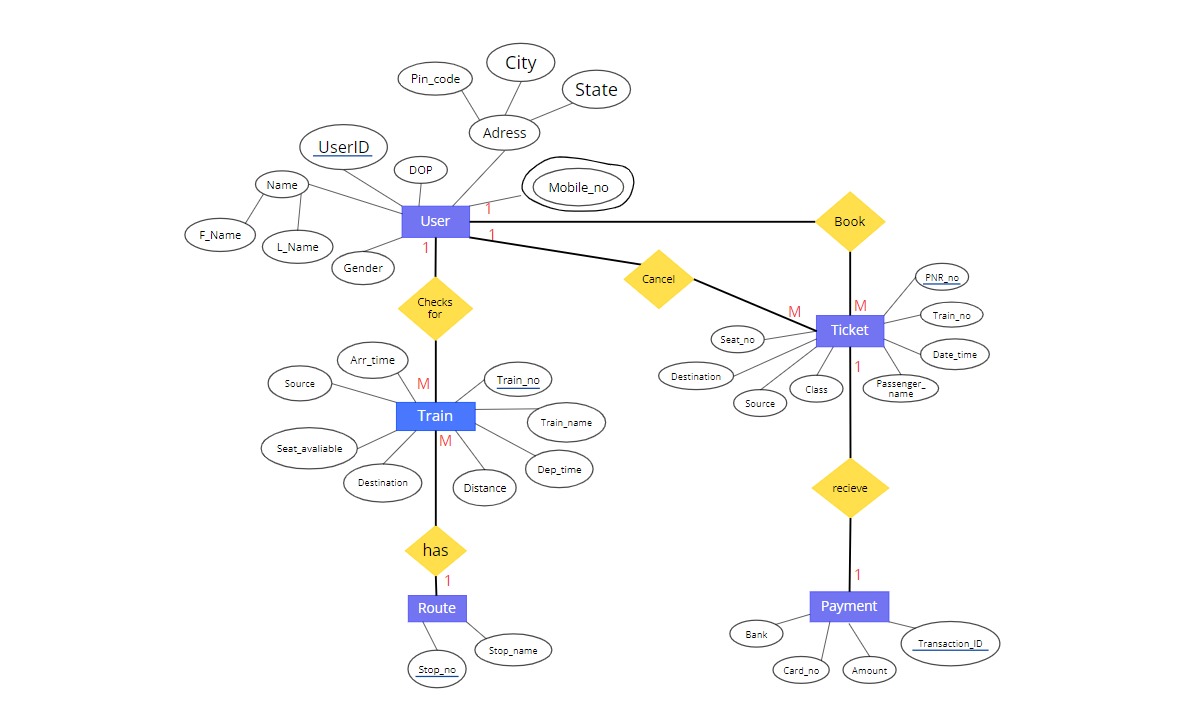 City
Pin_code
State
Adress
UserID
DOP
Name
Mobile_no
1
F_Name
User
Book
L_Name
1
1
Gender
Cancel
PNR_no
Checks
for
M
M
Train_no
Ticket
Seat_no
Date_time
Arr_time
1
Source
M
Train_no
Destination
Class
Passenger_
name
Source
Train
Train_name
M
Seat_avaliable
Dep_time
Destination
Distance
recieve
has
1
1
Route
Payment
Bank
Stop_name
Transaction_ID
Stop_no
Card_no
Amount